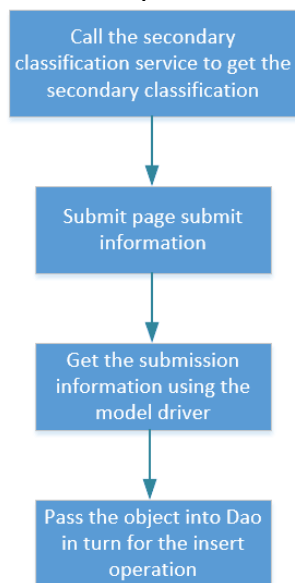 Call the secondary
classification service to get the
secondary classification
Submit page submit
information
Get the submission
information using the
model driver
Pass the object into Dao
in turn for the insert
operation